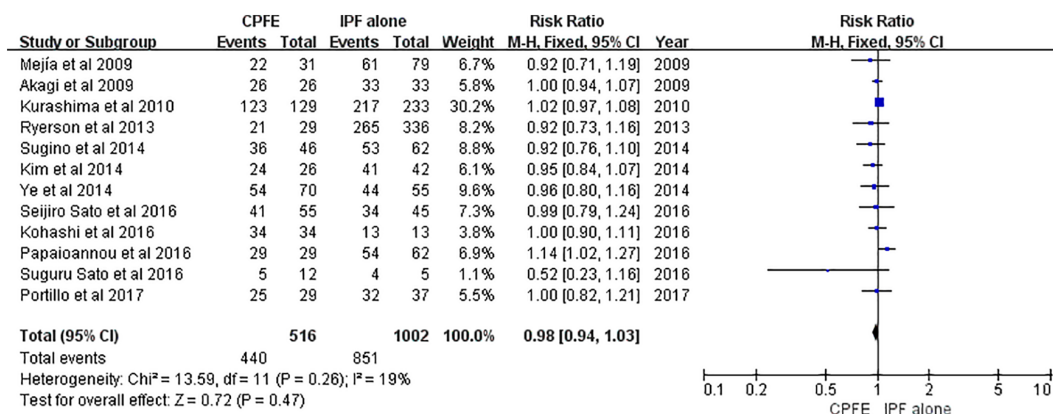 CPFE IPF alone Risk Ratio Risk Ratio
Study or Subgroup Events Total Events Total Weight M-H, Fixed, 95% CI Year M-H, Fixed, 95% CI
Mejía et al 2009 22 31 61 79 6.7% 0.92 [0.71, 1.19] 2009
Akagi et al 2009 26 26 33 33 5.8% 1.00 [0.94, 1.07] 2009
Kurashima et al 2010 123 129 217 233 30.2% 1.02 [0.97, 1.08] 2010
Ryerson et al 2013 21 29 265 336 8.2% 0.92 [0.73, 1.16] 2013
Sugino et al 2014 36 46 53 62 8.8% 0.92 [0.76, 1.10] 2014
Kim et al 2014 24 26 41 42 6.1% 0.95 [0.84, 1.07] 2014
Ye et al 2014 54 70 44 55 9.6% 0.96 [0.80, 1.16] 2014
Seijiro Sato et al 2016 41 55 34 45 7.3% 0.99 [0.79, 1.24] 2016
Kohashi et al 2016 34 34 13 13 3.8% 1.00 [0.90, 1.11] 2016
Papaioannou et al 2016 29 29 54 62 6.9% 1.14 [1.02, 1.27] 2016
Suguru Sato et al 2016 5 12 4 5 1.1% 0.52 [0.23, 1.16] 2016
Portillo et al 2017 25 29 32 37 5.5% 1.00 [0.82, 1.21] 2017
Total (95% CI) 516 1002 100.0% 0.98 [0.94, 1.03]
Total events 440 851
Heterogeneity: Chi² = 13.59, df = 11 (P = 0.26); I² = 19%
Test for overall effect: Z = 0.72 (P = 0.47)
0.1 0.2 0.5 1 2 5 10
CPFE IPF alone